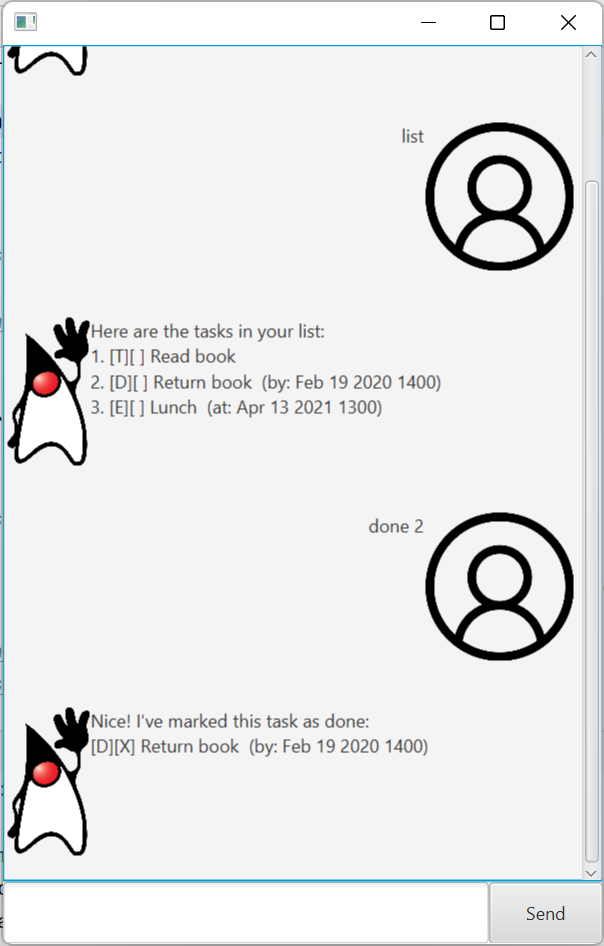 list
Here are the tasks in your list:
1. [T][ ] Read book
2. [D][ ] Return book  (by: Feb 19 2020 1400)
3. [E][ ] Lunch  (at: Apr 13 2021 1300)
done 2
Nice! I've marked this task as done:
[D][X] Return book  (by: Feb 19 2020 1400)
Send